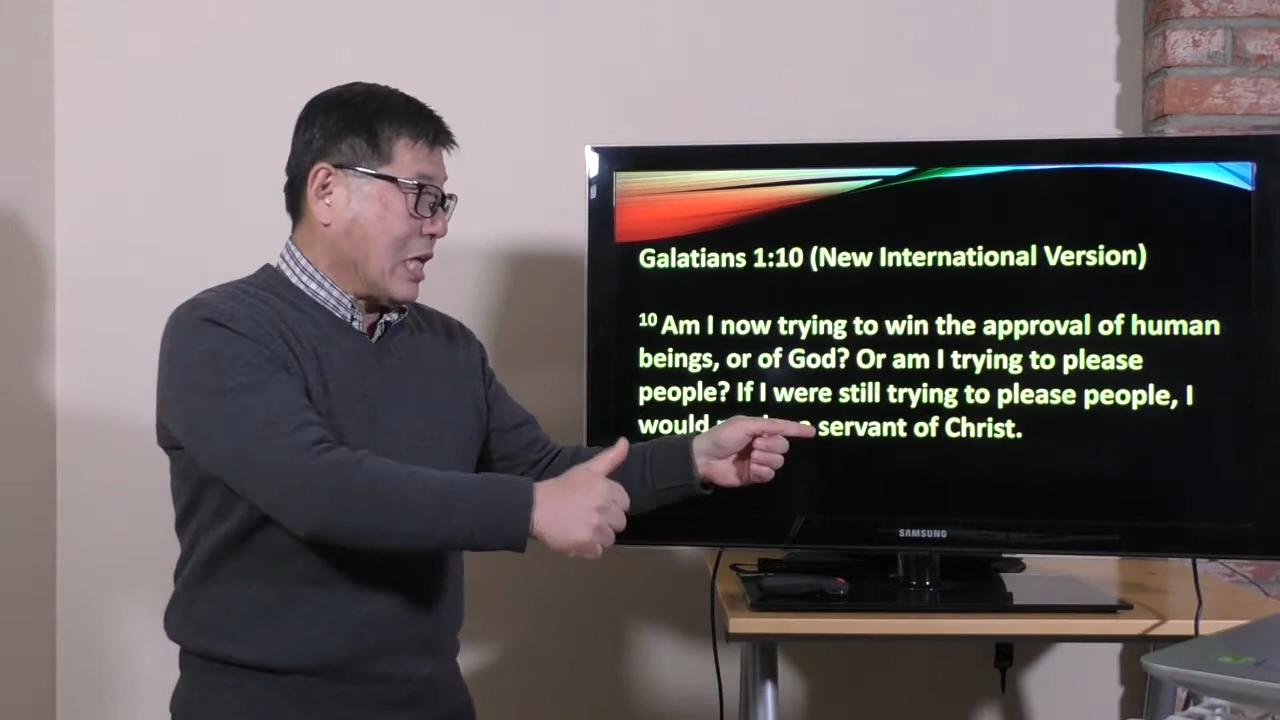 Galatians 1:10 (New International Version)
10 Am I now trying to win the approval of human
beings, or of God? Or am I trying to please
people? If I were still trying to please people, I
would servant of Christ.
SAMSUNG